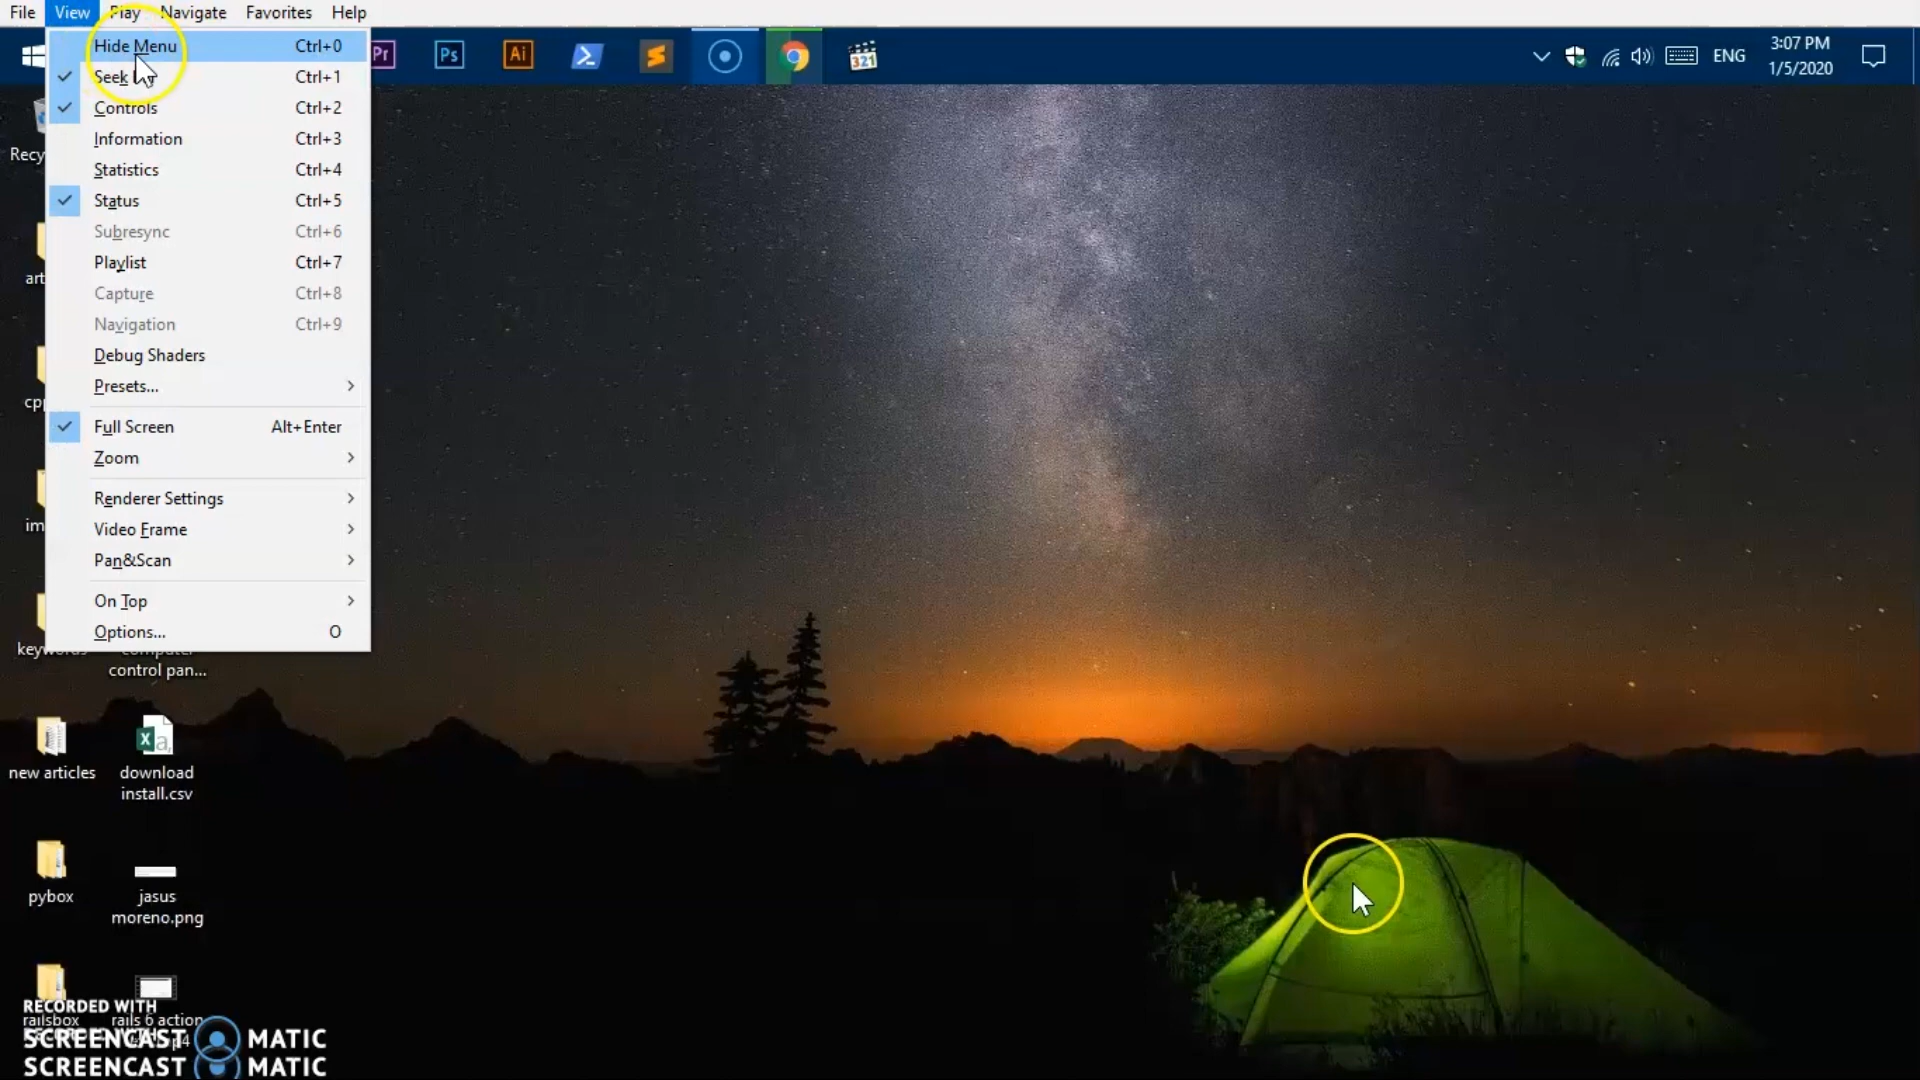 File View Play Navigate Favorites Help
Hide Menu Ctrl+0
Seek Ctrl+1
Controls Ctrl+2
Information Ctrl+3
Statistics Ctrl+4
Status Ctrl+5
Subresync Ctrl+6
Playlist Ctrl+7
Capture Ctrl+8
Navigation Ctrl+9
Debug Shaders
Presets...
Full Screen Alt+Enter
Zoom
Renderer Settings
Video Frame
Pan&Scan
On Top
Options... O
Pr Ps Ai 321
ENG
3:07 PM
1/5/2020
Recy
art
cpp
im
keywords
control pan...
new articles
download
install.csv
pybox
jasus
moreno.png
railsbox
rails 6 action
RECORDED WITH
SCREENCAST MATIC
SCREENCAST MATIC